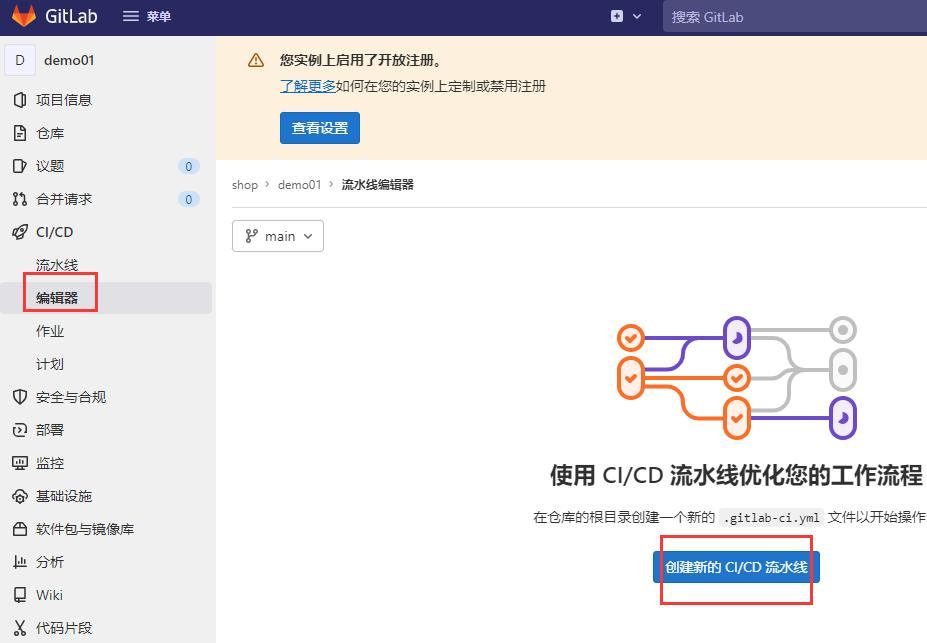 GitLab 菜单 搜索 GitLab
D demo01
项目信息
仓库
议题 0
合并请求 0
CI/CD
流水线
编辑器
作业
计划
安全与合规
部署
监控
基础设施
软件包与镜像库
分析
Wiki
代码片段
您实例上启用了开放注册。
了解更多如何在您的实例上定制或禁用注册
查看设置
shop › demo01 › 流水线编辑器
main
使用 CI/CD 流水线优化您的工作流程
在仓库的根目录创建一个新的 .gitlab-ci.yml 文件以开始操作
创建新的 CI/CD 流水线